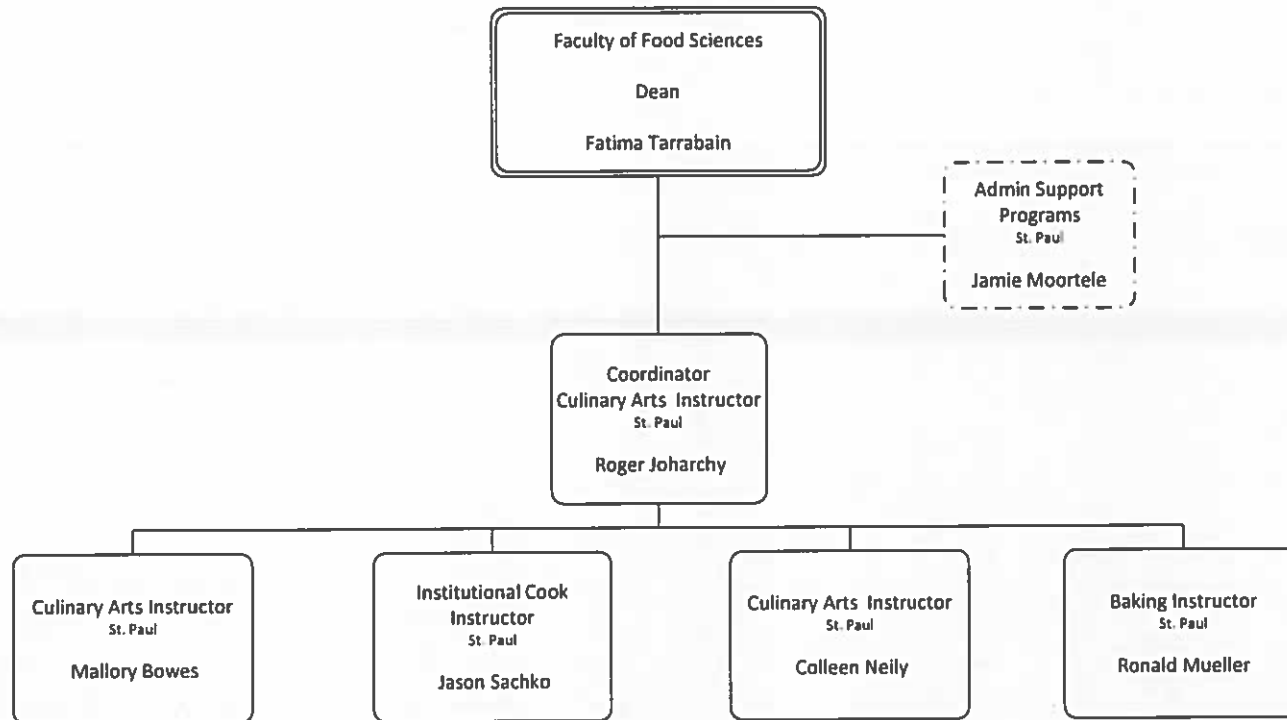 Faculty of Food Sciences
Dean
Fatima Tarrabain
Admin Support
Programs
St. Paul
Jamie Moortele
Coordinator
Culinary Arts Instructor
St. Paul
Roger Joharchy
Culinary Arts Instructor
St. Paul
Mallory Bowes
Institutional Cook
Instructor
St. Paul
Jason Sachko
Culinary Arts Instructor
St. Paul
Colleen Neily
Baking Instructor
St. Paul
Ronald Mueller